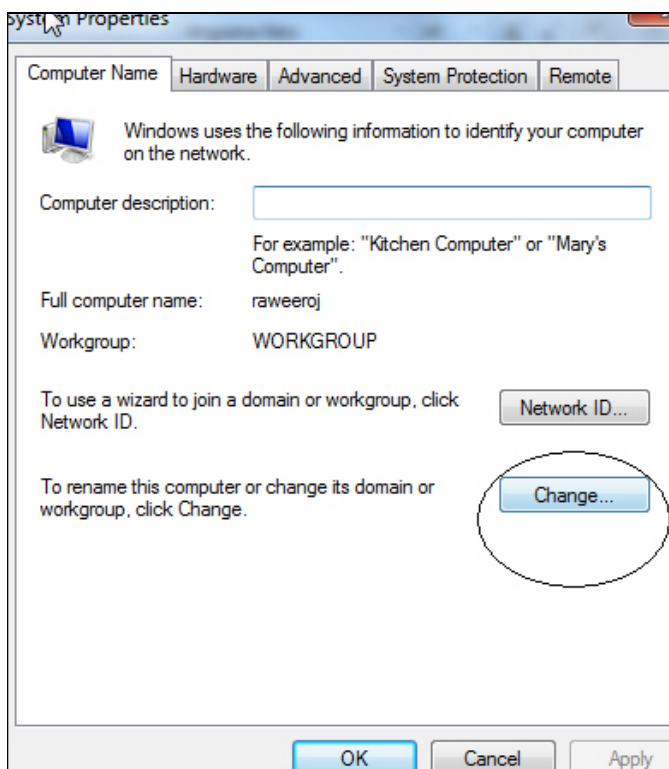 System Properties
Computer Name Hardware Advanced System Protection Remote
Windows uses the following information to identify your computer
on the network.
Computer description:
For example: "Kitchen Computer" or "Mary's
Computer".
Full computer name: raweeroj
Workgroup: WORKGROUP
To use a wizard to join a domain or workgroup, click
Network ID.
Network ID...
To rename this computer or change its domain or
workgroup, click Change.
Change...
OK Cancel Apply